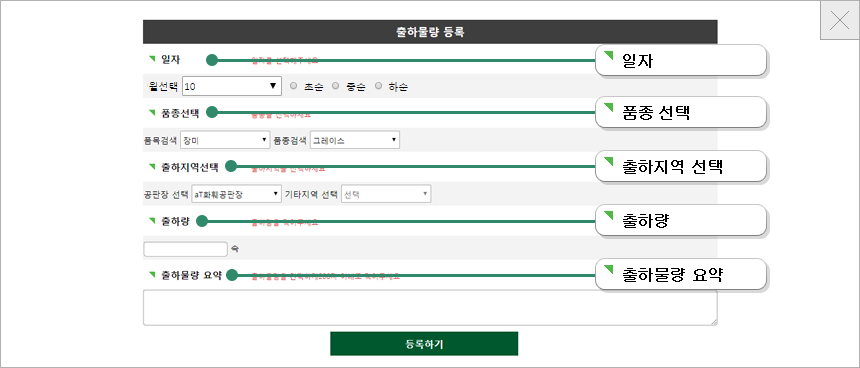 출하물량 등록
일자
일자
월선택 10 초순 중순 하순
품종선택
품종 선택
품목검색 장미 품종검색 그레이스
출하지역선택
출하지역 선택
공판장 선택 aT화훼공판장 기타지역 선택 선택
출하량
출하량
속
출하물량 요약
출하물량 요약
등록하기